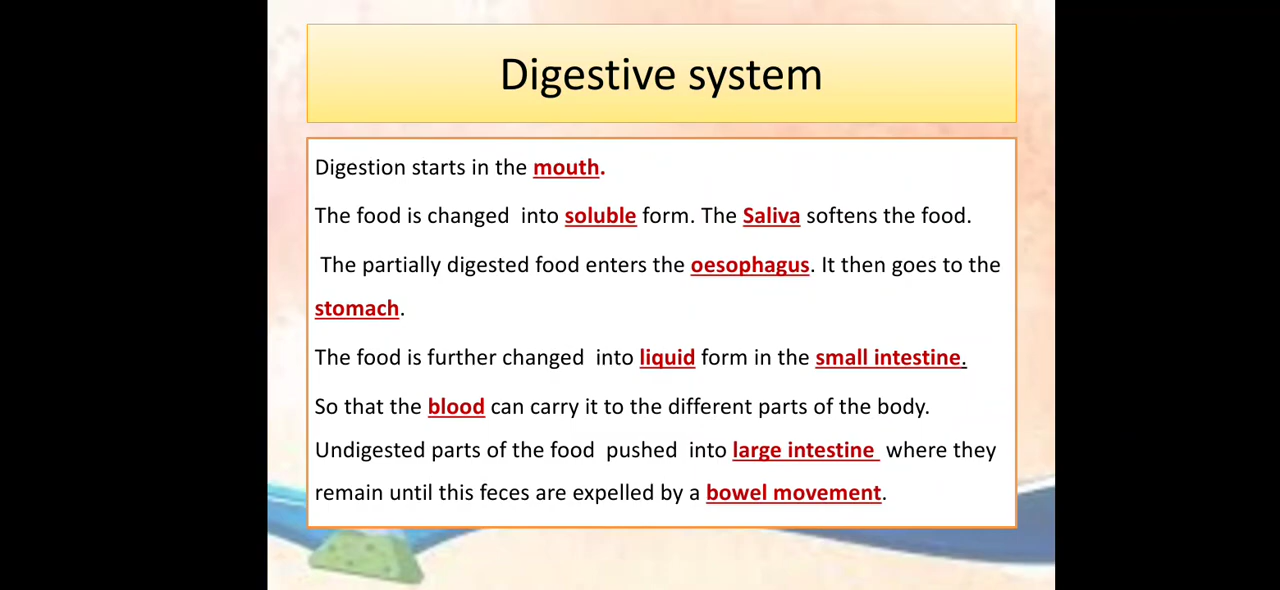 Digestive system
Digestion starts in the mouth.
The food is changed  into soluble form. The Saliva softens the food.
The partially digested food enters the oesophagus. It then goes to the
stomach.
The food is further changed  into liquid form in the small intestine.
So that the blood can carry it to the different parts of the body.
Undigested parts of the food  pushed  into large intestine  where they
remain until this feces are expelled by a bowel movement.